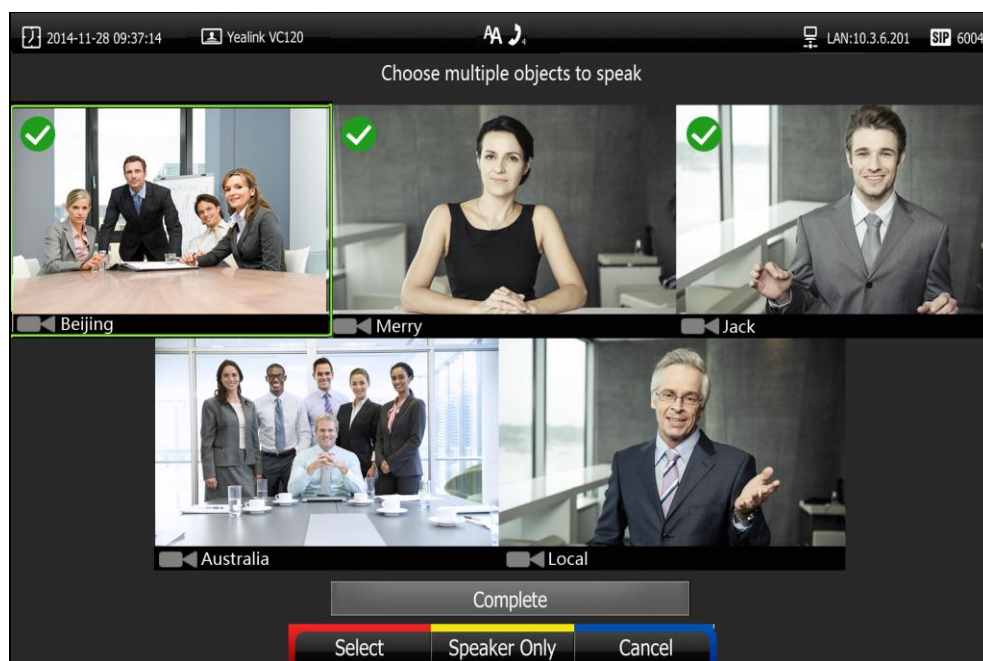 2014-11-28 09:37:14 Yealink VC120 AA 4 LAN:10.3.6.201 SIP 6004
Choose multiple objects to speak
Beijing
Merry
Jack
Australia
Local
Complete
Select
Speaker Only
Cancel